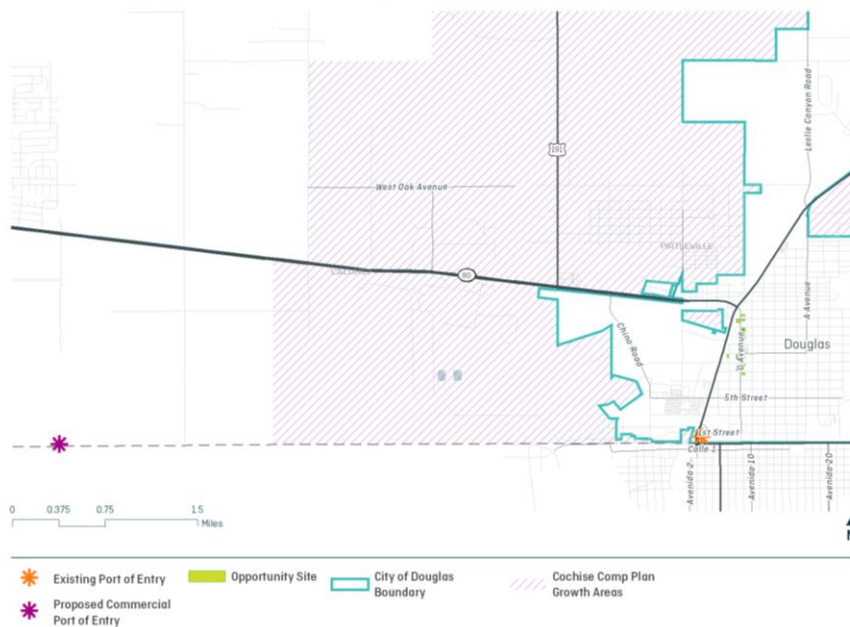 Leslie Canyon Road
191
West Oak Avenue
PIRTLEVILLE
80
A Avenue
Chino Road
G Avenue
Douglas
5th Street
1st Street
Calle 1
Avenida 2
Avenida 10
Avenida 20
0
0.375
0.75
1.5
Miles
N
Existing Port of Entry
Opportunity Site
City of Douglas
Boundary
Cochise Comp Plan
Growth Areas
Proposed Commercial
Port of Entry